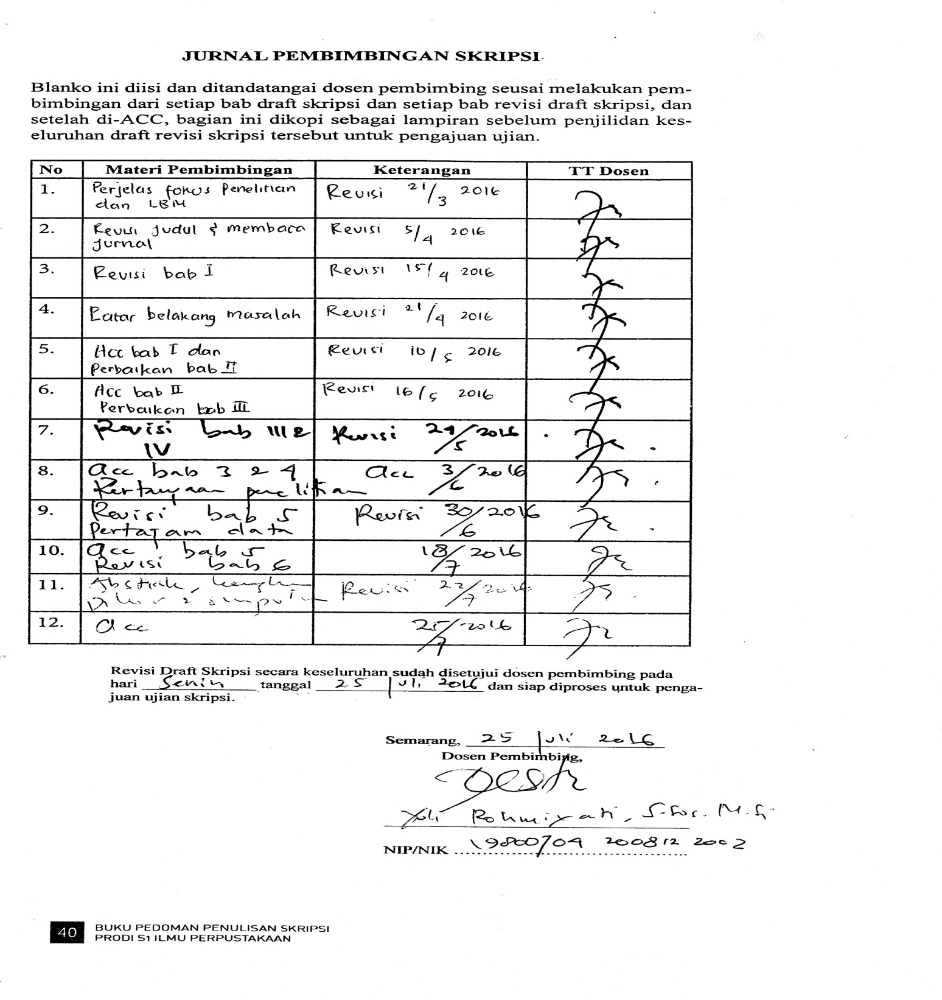 JURNAL PEMBIMBINGAN SKRIPSI
Blanko ini diisi dan ditandatangai dosen pembimbing seusai melakukan pem-
bimbingan dari setiap bab draft skripsi dan setiap bab revisi draft skripsi, dan
setelah di-ACC, bagian ini dikopi sebagai lampiran sebelum penjilidan kes-
eluruhan draft revisi skripsi tersebut untuk pengajuan ujian.
No Materi Pembimbingan Keterangan TT Dosen
1. Perjelas fokus Penelitian Revisi 21/3 2016
dan LBM
2. Revisi judul & membaca Revisi 5/4 2016
jurnal
3. Revisi bab I Revisi 15/4 2016
4. Latar belakang masalah Revisi 21/4 2016
5. Acc bab I dan Revisi 10/5 2016
Perbaikan bab II
6. Acc bab II Revisi 16/5 2016
Perbaikan bab III
7. Revisi bab III & Revisi 24/5 2016
IV
8. acc bab 3 & 4 acc 3/6 2016
Pertanyaan penelitian
9. Revisi bab 5 Revisi 30/6 2016
Pertajam data
10. acc bab 5 18/7 2016
Revisi bab 6
11. Abstrak, Revisi 22/7 2016
12. acc 25/7 2016
Revisi Draft Skripsi secara keseluruhan sudah disetujui dosen pembimbing pada
hari Senin tanggal 25 Juli 2016 dan siap diproses untuk penga-
juan ujian skripsi.
Semarang, 25 Juli 2016
Dosen Pembimbing,
Yuli Rohmiyati, S.Sos. M.Si
NIP/NIK 19800704 200812 2002
40 BUKU PEDOMAN PENULISAN SKRIPSI
PRODI S1 ILMU PERPUSTAKAAN